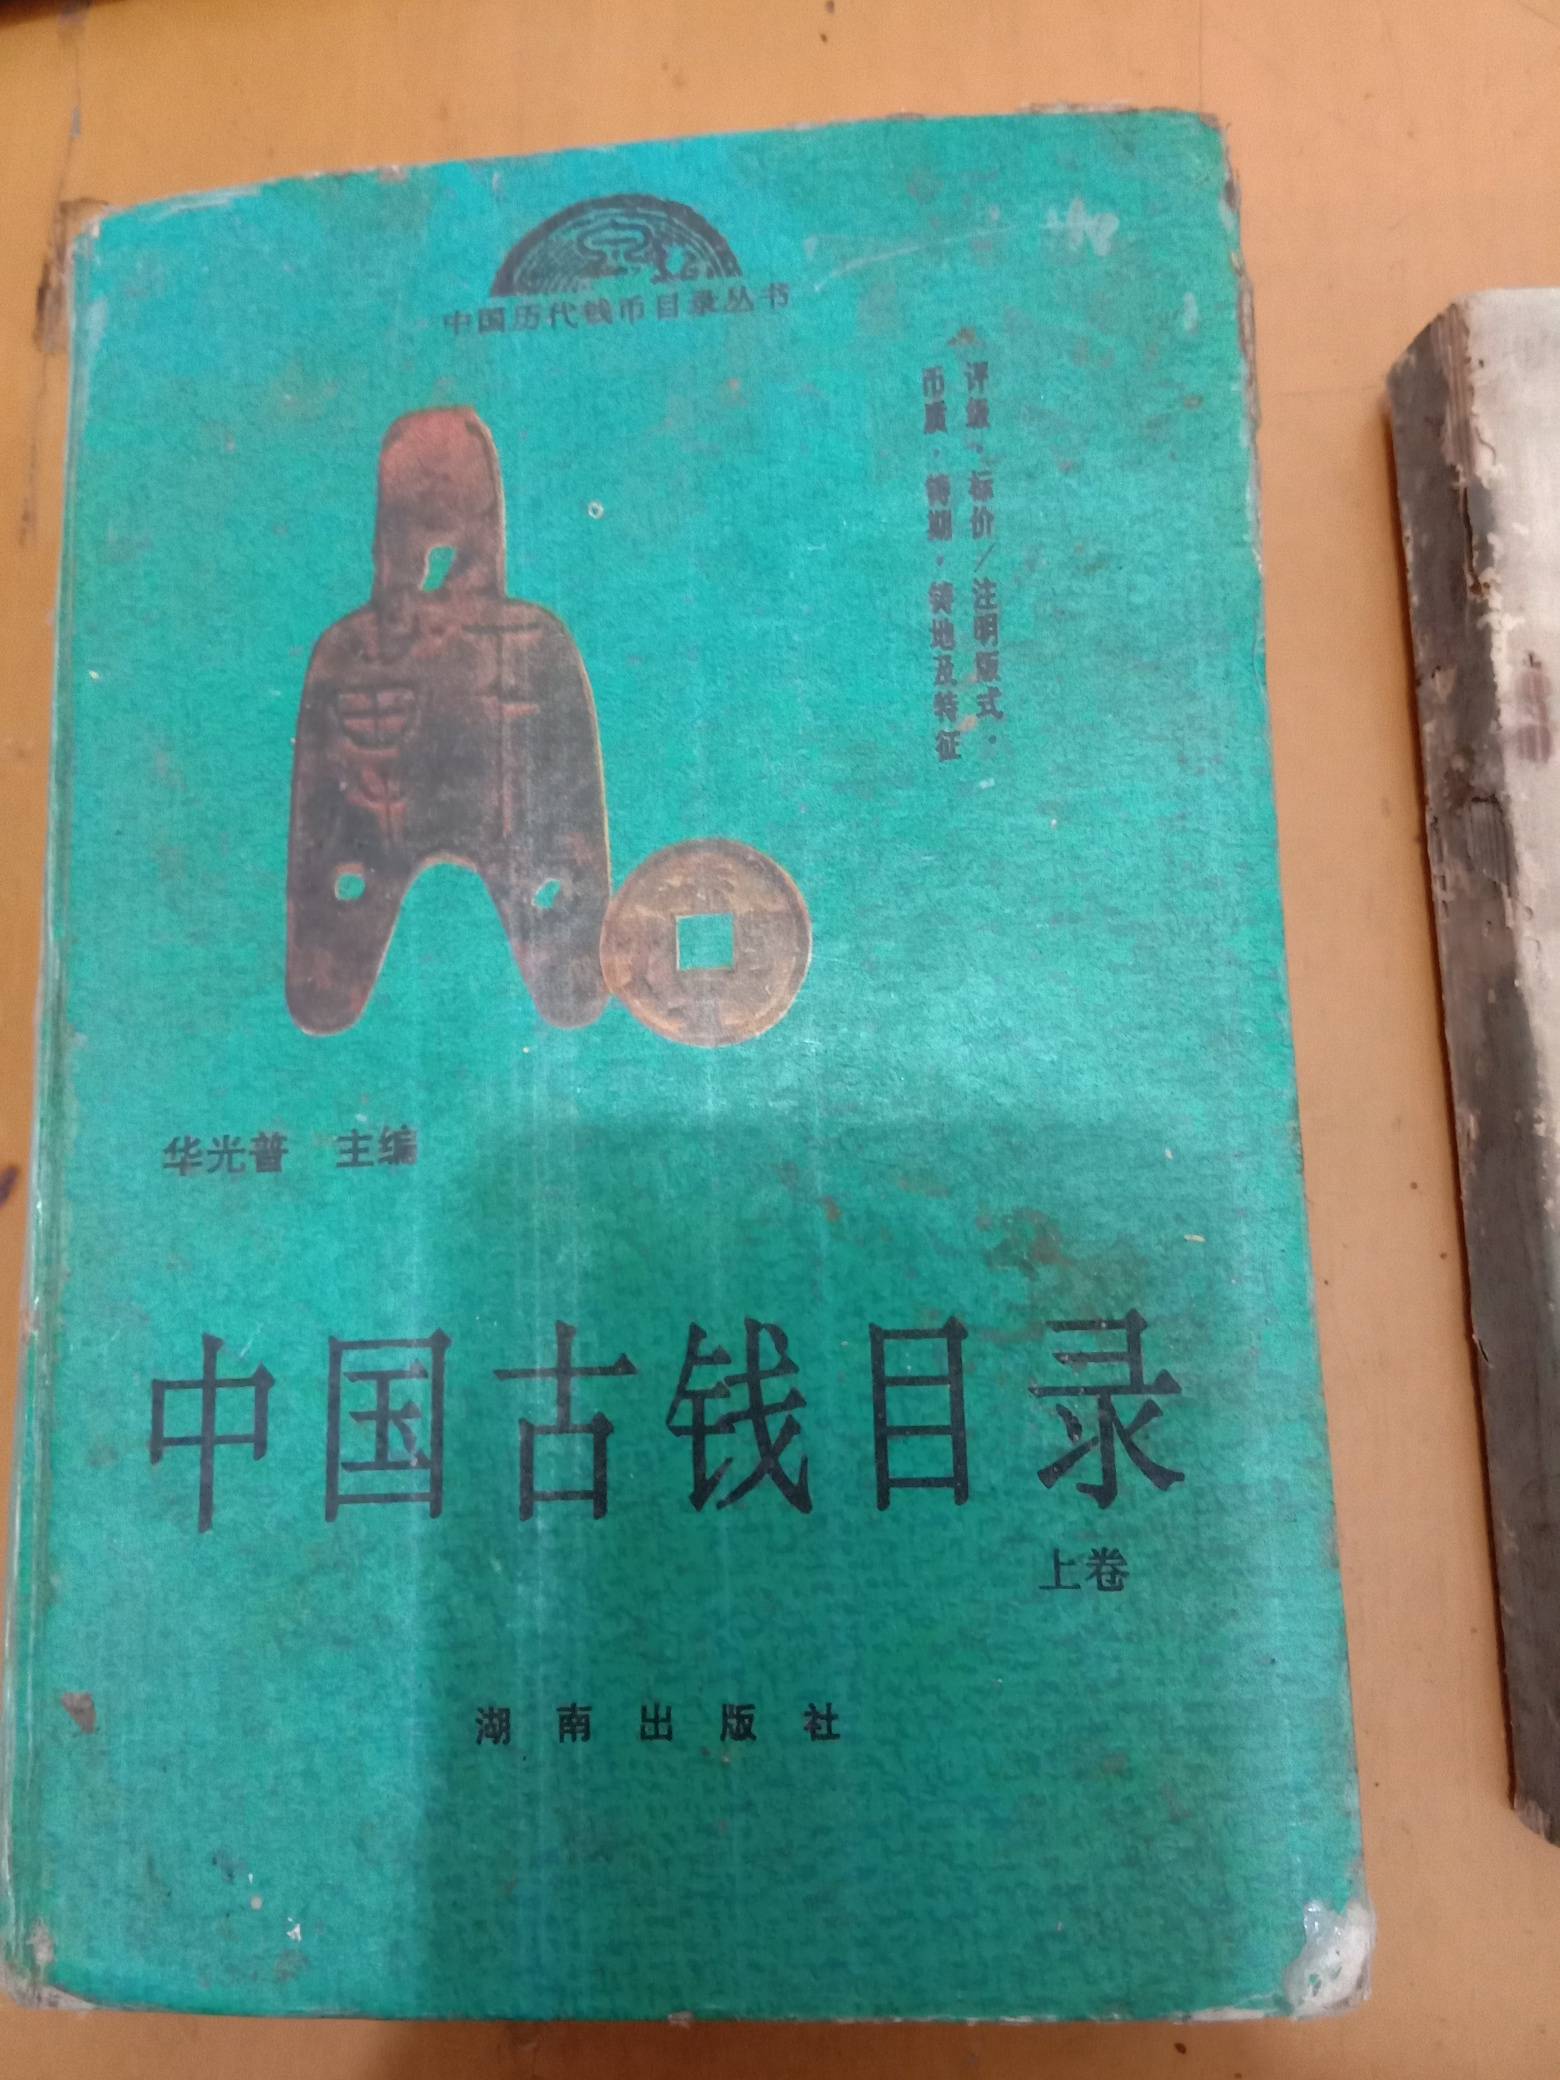 中国历代钱币目录丛书
评级·标价/注明版式·
币质·铸期·铸地及特征
华光普 主编
中国古钱目录
上卷
湖南出版社